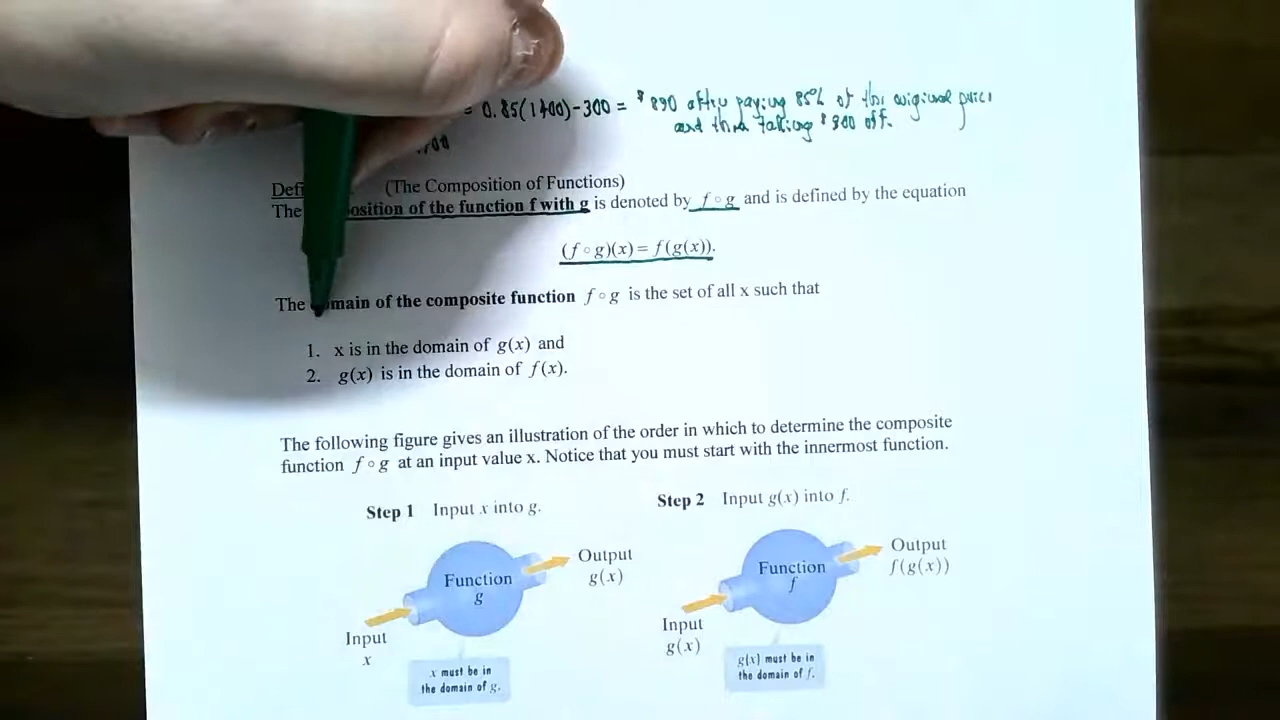 = 0.85(1400)-300 = $890 after paying 85% of the original price
and then taking $300 off.
Defi (The Composition of Functions)
The osition of the function f with g is denoted by f∘g and is defined by the equation
(f∘g)(x)=f(g(x)).
The main of the composite function f∘g is the set of all x such that
1. x is in the domain of g(x) and
2. g(x) is in the domain of f(x).
The following figure gives an illustration of the order in which to determine the composite
function f∘g at an input value x. Notice that you must start with the innermost function.
Step 1 Input x into g.
Step 2 Input g(x) into f.
Function
g
Output
g(x)
Input
x
x must be in
the domain of g.
Function
f
Output
f(g(x))
Input
g(x)
g(x) must be in
the domain of f.